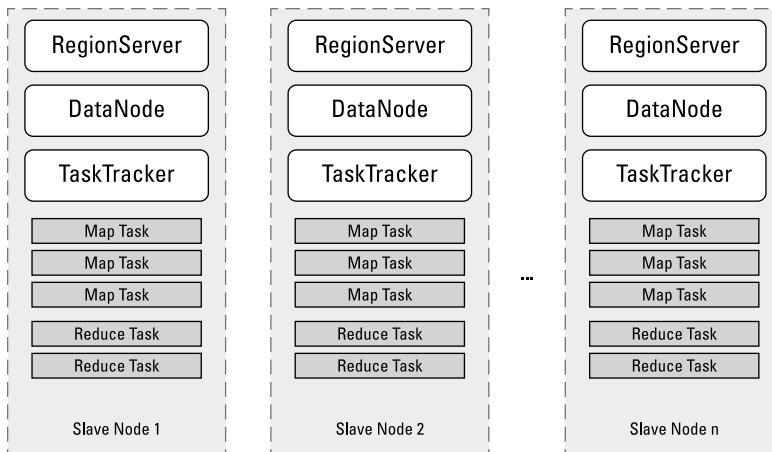 RegionServer
DataNode
TaskTracker
Map Task
Map Task
Map Task
Reduce Task
Reduce Task
Slave Node 1
RegionServer
DataNode
TaskTracker
Map Task
Map Task
Map Task
Reduce Task
Reduce Task
Slave Node 2
...
RegionServer
DataNode
TaskTracker
Map Task
Map Task
Map Task
Reduce Task
Reduce Task
Slave Node n